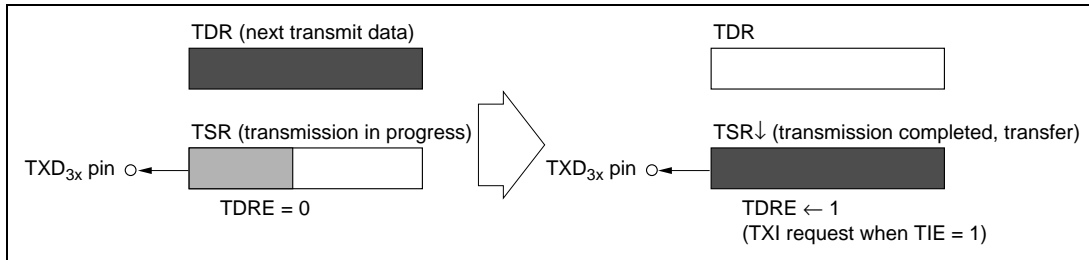 TDR (next transmit data)
TSR (transmission in progress)
TXD3x pin
TDRE = 0
TDR
TSR↓ (transmission completed, transfer)
TXD3x pin
TDRE ← 1
(TXI request when TIE = 1)